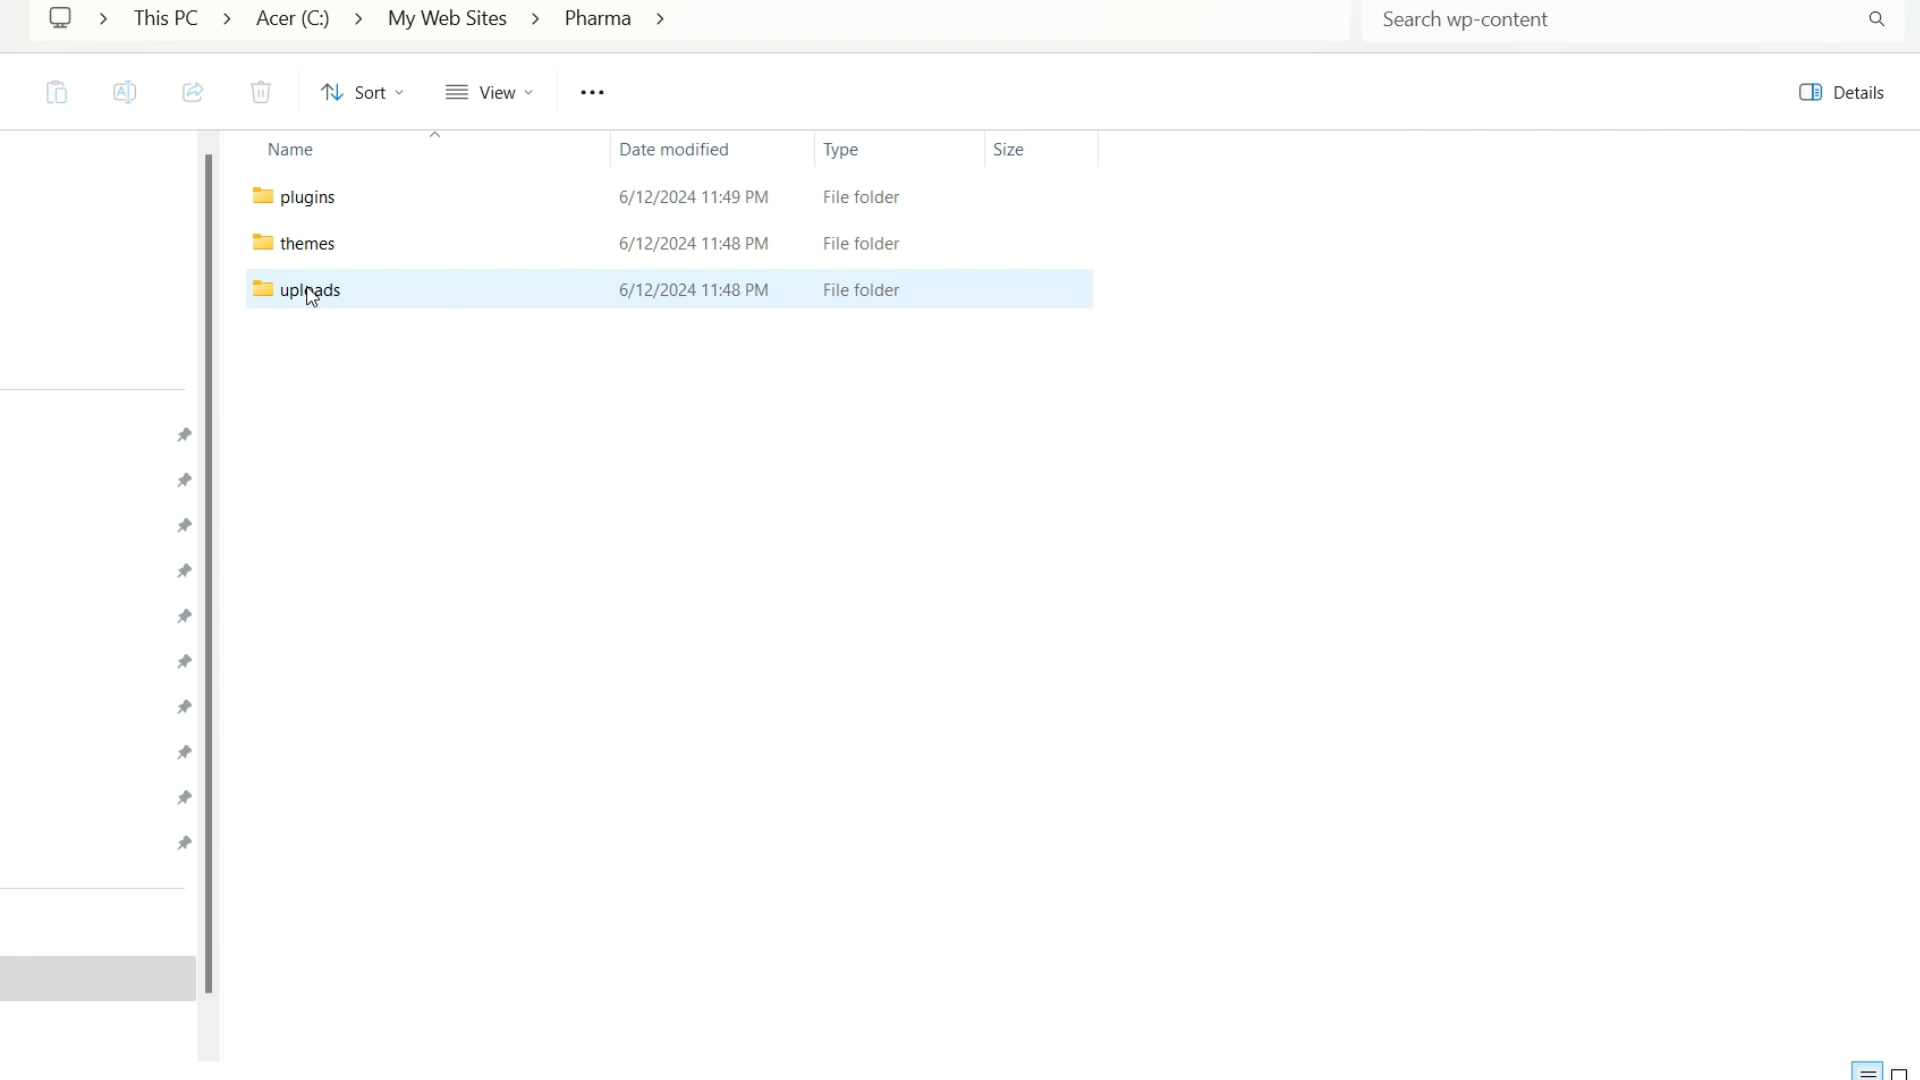 This PC > Acer (C:) > My Web Sites > Pharma >
Search wp-content
Sort
View
Details
Name Date modified Type Size
plugins 6/12/2024 11:49 PM File folder
themes 6/12/2024 11:48 PM File folder
uploads 6/12/2024 11:48 PM File folder